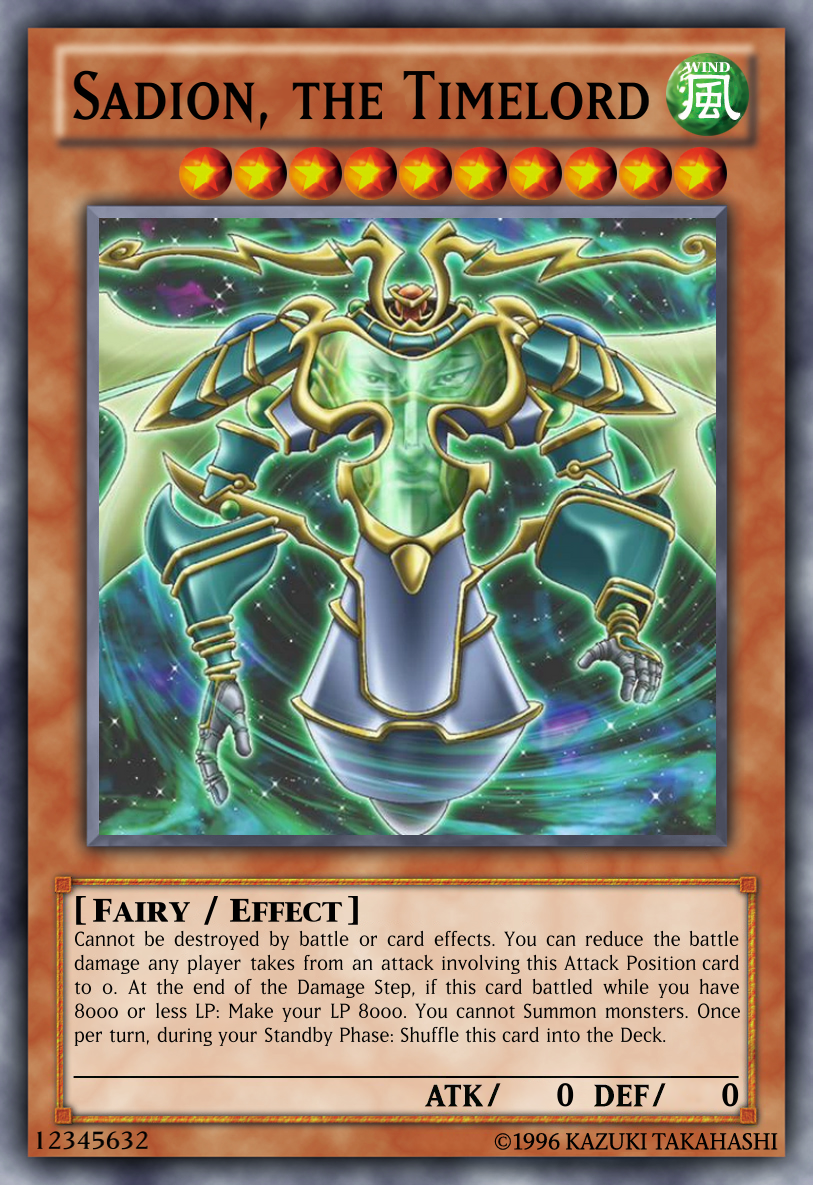 Sadion, the Timelord
WIND
風
[ Fairy / Effect ]
Cannot be destroyed by battle or card effects. You can reduce the battle
damage any player takes from an attack involving this Attack Position card
to 0. At the end of the Damage Step, if this card battled while you have
8000 or less LP: Make your LP 8000. You cannot Summon monsters. Once
per turn, during your Standby Phase: Shuffle this card into the Deck.
ATK/ 0 DEF/ 0
12345632 ©1996 KAZUKI TAKAHASHI